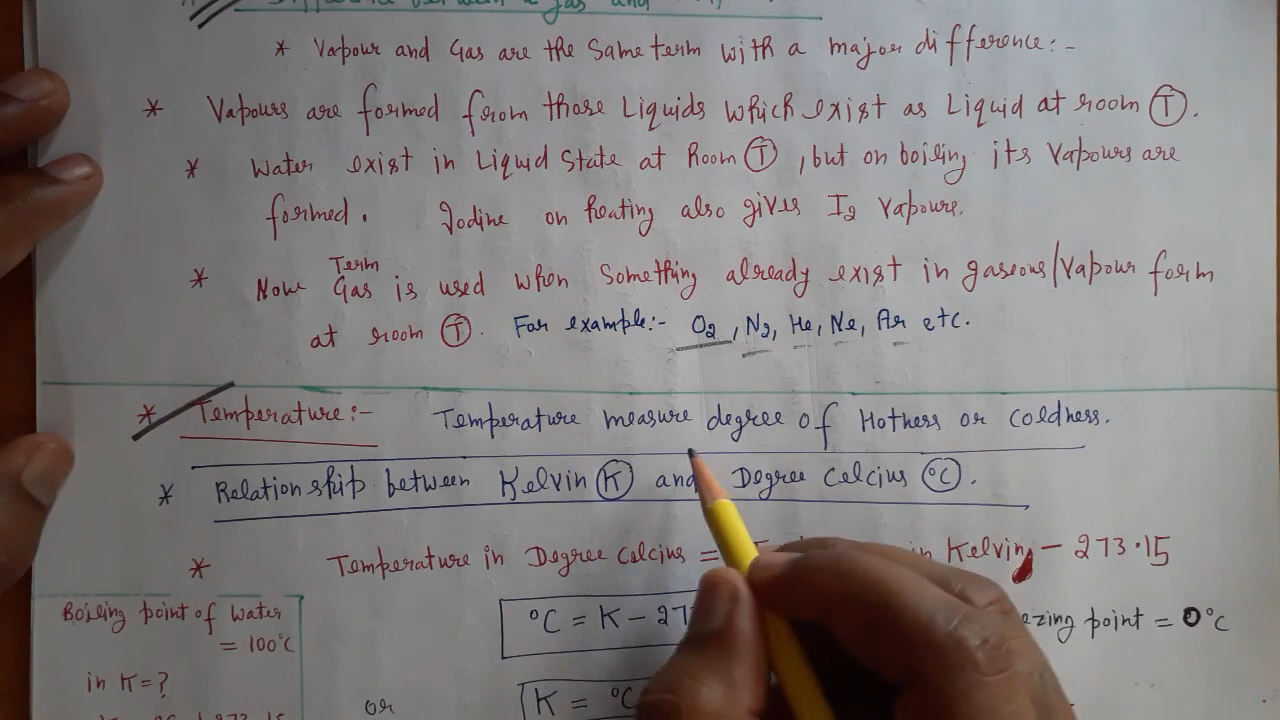 Difference between a gas and
* Vapour and Gas are the Same term with a major difference:-
* Vapours are formed from those Liquids which exist as Liquid at room Ⓣ.
* Water exist in Liquid State at Room Ⓣ, but on boiling its Vapours are
formed. Iodine on heating also gives I2 Vapours.
* Now Term Gas is used when Something already exist in gaseous/Vapour form
at room Ⓣ. For example:- O2, N2, He, Ne, Ar etc.
* Temperature:- Temperature measure degree of Hotness or Coldness.
* Relationship between Kelvin Ⓚ and Degree Celcius (°C).
* Temperature in Degree Celcius = in Kelvin - 273.15
°C = K - 27
ezing point = 0°C
K = °C
or
Boiling point of water
= 100°C
in K=?